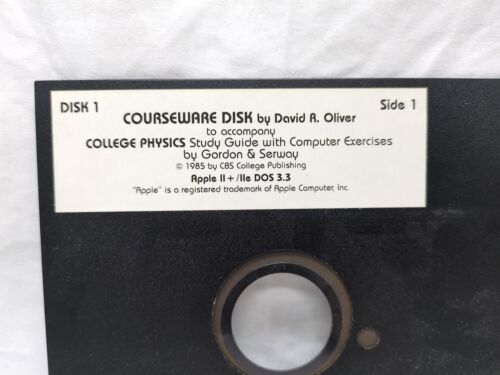 DISK 1 Side 1
COURSEWARE DISK by David R. Oliver
to accompany
COLLEGE PHYSICS Study Guide with Computer Exercises
by Gordon & Serway
© 1985 by CBS College Publishing
Apple II+/IIe DOS 3.3
"Apple" is a registered trademark of Apple Computer, Inc.